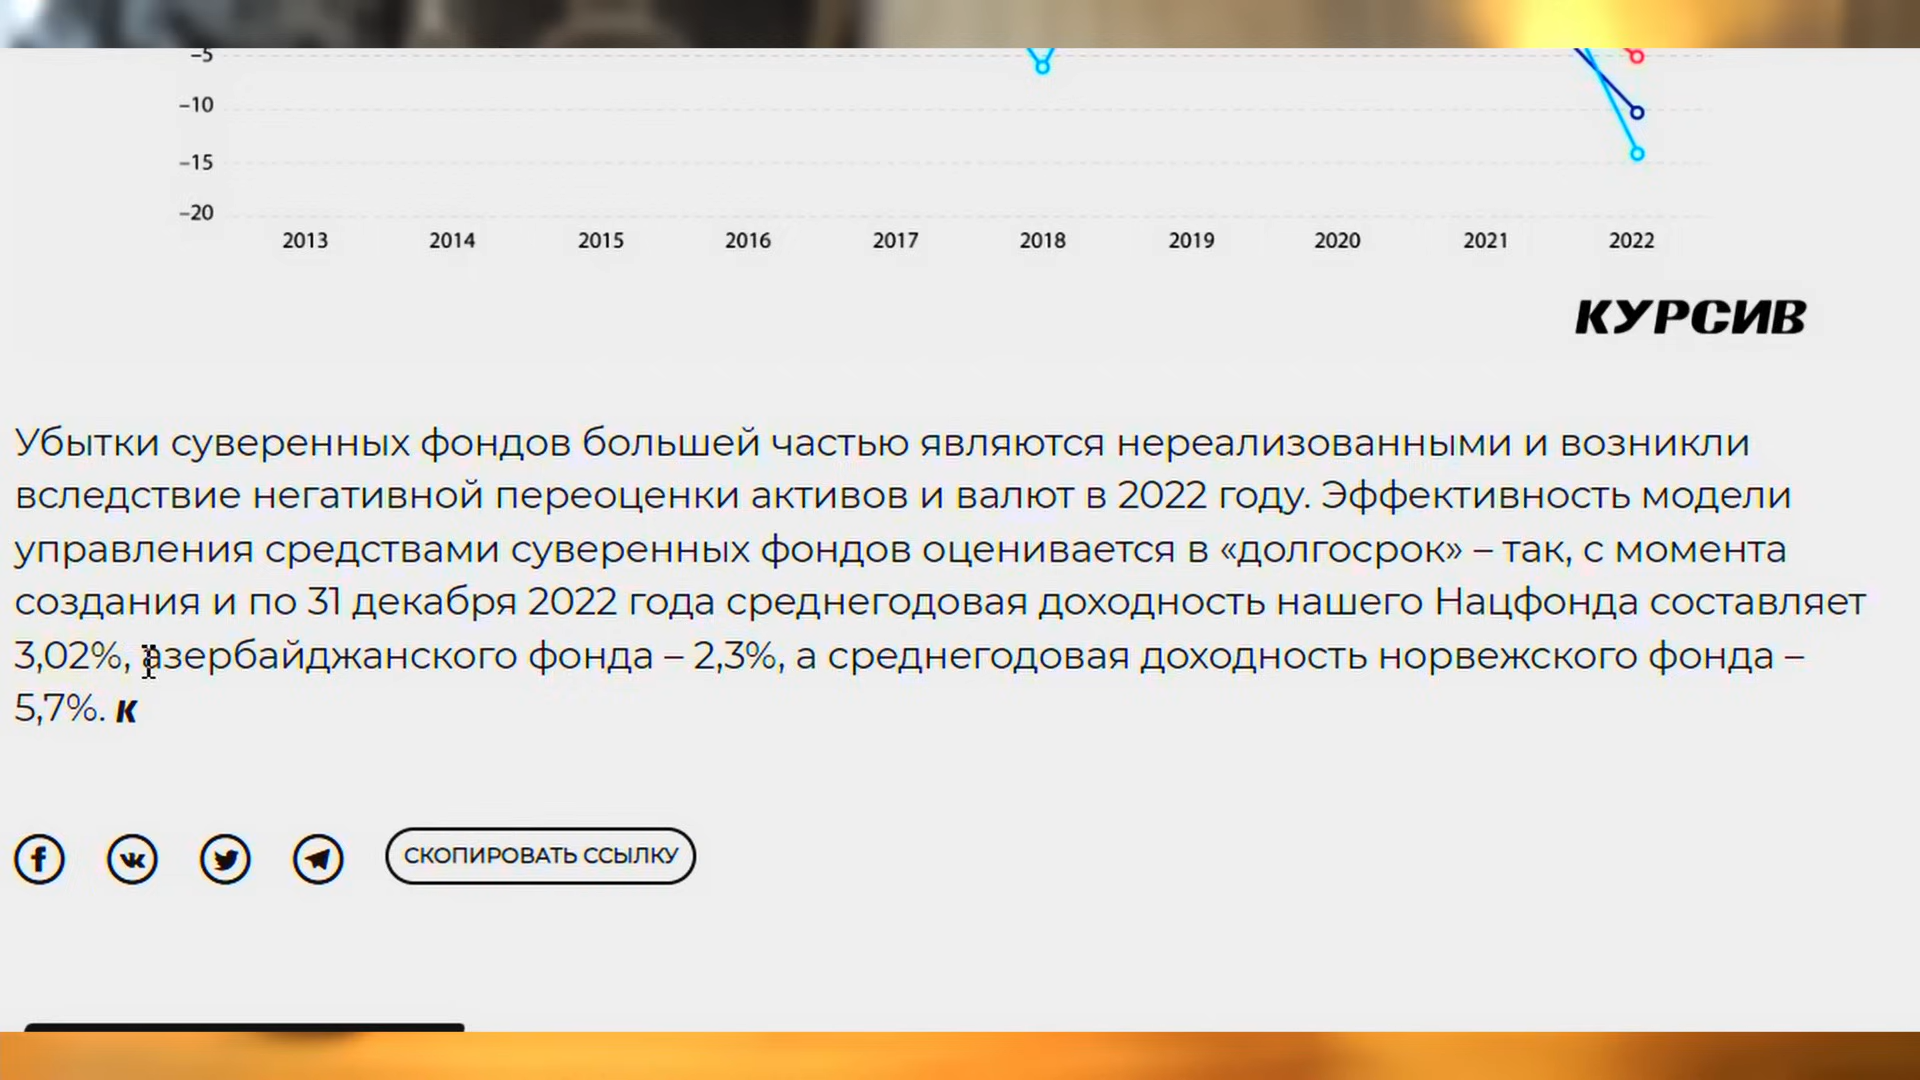 –5
–10
–15
–20
2013 2014 2015 2016 2017 2018 2019 2020 2021 2022
КУРСИВ
Убытки суверенных фондов большей частью являются нереализованными и возникли
вследствие негативной переоценки активов и валют в 2022 году. Эффективность модели
управления средствами суверенных фондов оценивается в «долгосрок» – так, с момента
создания и по 31 декабря 2022 года среднегодовая доходность нашего Нацфонда составляет
3,02%, азербайджанского фонда – 2,3%, а среднегодовая доходность норвежского фонда –
5,7%. К
СКОПИРОВАТЬ ССЫЛКУ